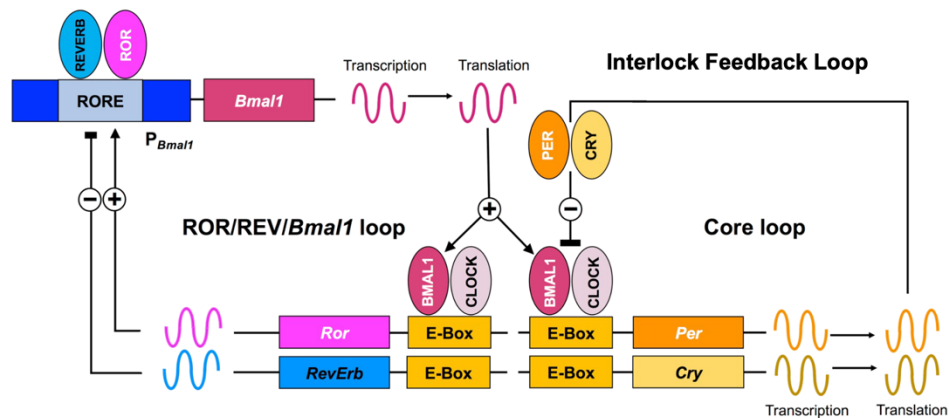 REVERB
ROR
Transcription
Translation
Interlock Feedback Loop
RORE
Bmal1
PBmal1
PER
CRY
−
+
+
−
ROR/REV/Bmal1 loop
Core loop
BMAL1
CLOCK
BMAL1
CLOCK
Ror
E-Box
E-Box
Per
RevErb
E-Box
E-Box
Cry
Transcription
Translation